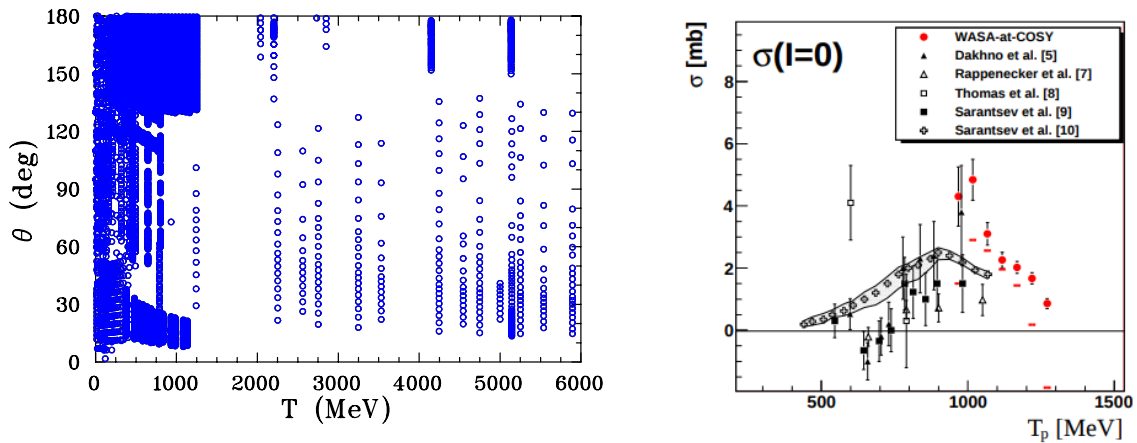 180
150
120
90
60
30
0
θ (deg)
0 1000 2000 3000 4000 5000 6000
T (MeV)
σ [mb]
8
6
4
2
0
σ(I=0)
WASA-at-COSY
Dakhno et al. [5]
Rappenecker et al. [7]
Thomas et al. [8]
Sarantsev et al. [9]
Sarantsev et al. [10]
500 1000 1500
Tp [MeV]